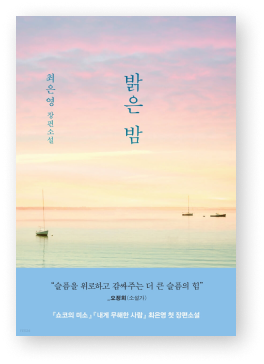 밝은 밤
최은영 장편소설
“슬픔을 위로하고 감싸주는 더 큰 슬픔의 힘”
_오정희(소설가)
『쇼코의 미소』 『내게 무해한 사람』 최은영 첫 장편소설